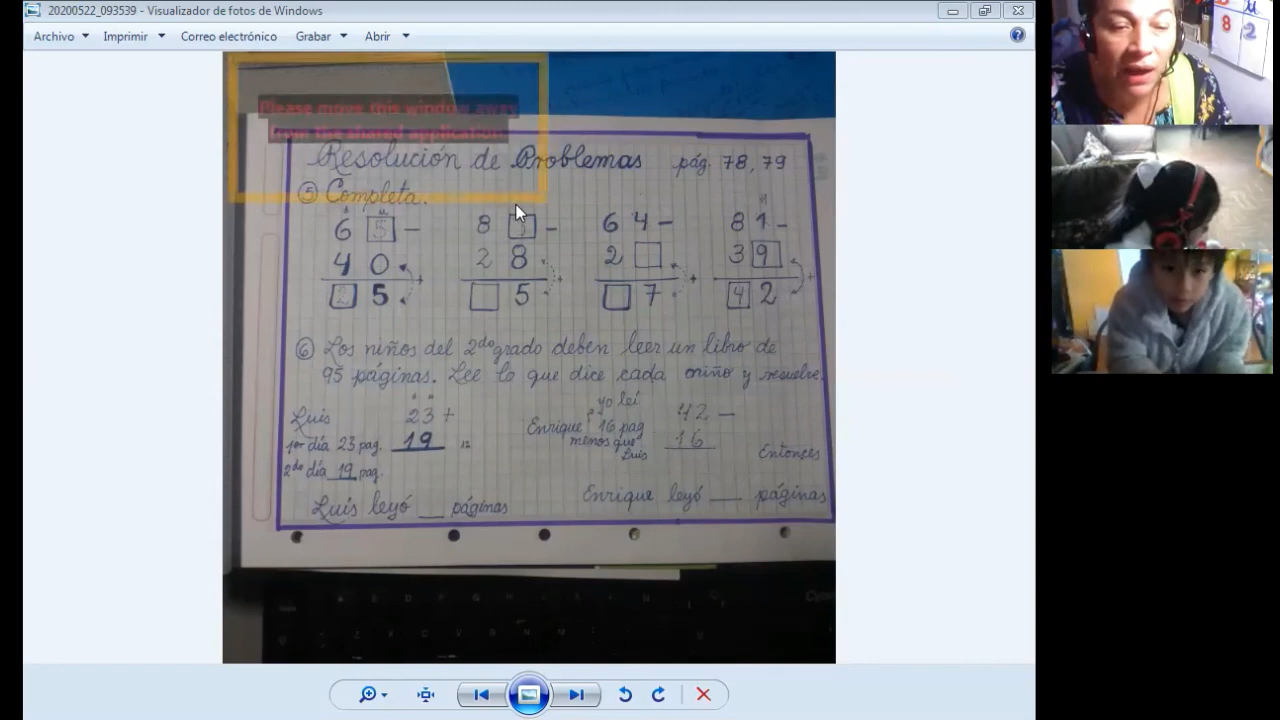 20200522_093539 - Visualizador de fotos de Windows
Archivo Imprimir Correo electrónico Grabar Abrir
Please move this window away
from the shared application
Resolución de Problemas pág. 78, 79
⑤ Completa.
6 5 - 8 - 6 4 - 8 1 -
4 0 2 8 2 3 9
2 5 5 7 4 2
⑥ Los niños del 2do grado deben leer un libro de
95 páginas. Lee lo que dice cada niño y resuelve.
Luis 23 +
1er día 23 pag. 19
2do día 19 pag.
yo leí
Enrique 16 pag
menos que
Luis
42 -
16
Entonces
Luis leyó __ páginas
Enrique leyó __ páginas
8 2